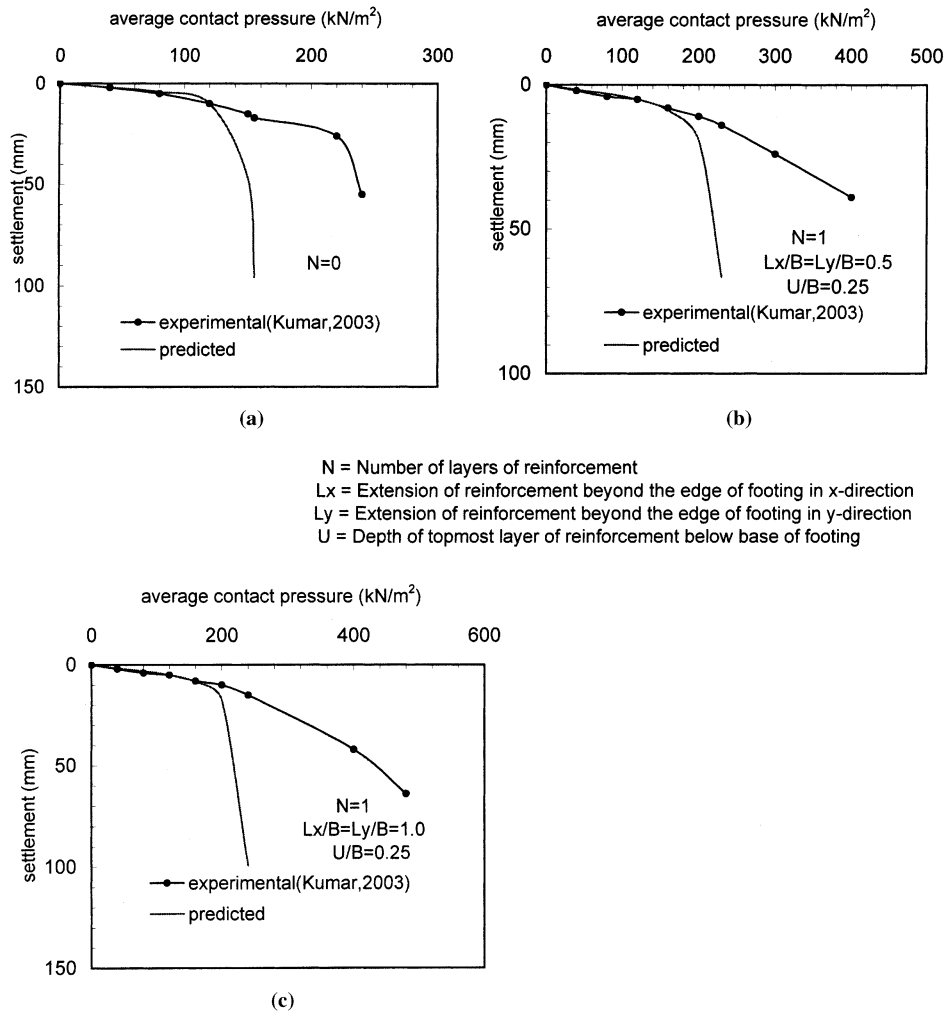 average contact pressure (kN/m²)
0 100 200 300
0
50
100
150
settlement (mm)
N=0
experimental(Kumar,2003)
predicted
(a)
average contact pressure (kN/m²)
0 100 200 300 400 500
0
50
100
settlement (mm)
N=1
Lx/B=Ly/B=0.5
U/B=0.25
experimental(Kumar,2003)
predicted
(b)
N = Number of layers of reinforcement
Lx = Extension of reinforcement beyond the edge of footing in x-direction
Ly = Extension of reinforcement beyond the edge of footing in y-direction
U = Depth of topmost layer of reinforcement below base of footing
average contact pressure (kN/m²)
0 200 400 600
0
50
100
150
settlement (mm)
N=1
Lx/B=Ly/B=1.0
U/B=0.25
experimental(Kumar,2003)
predicted
(c)